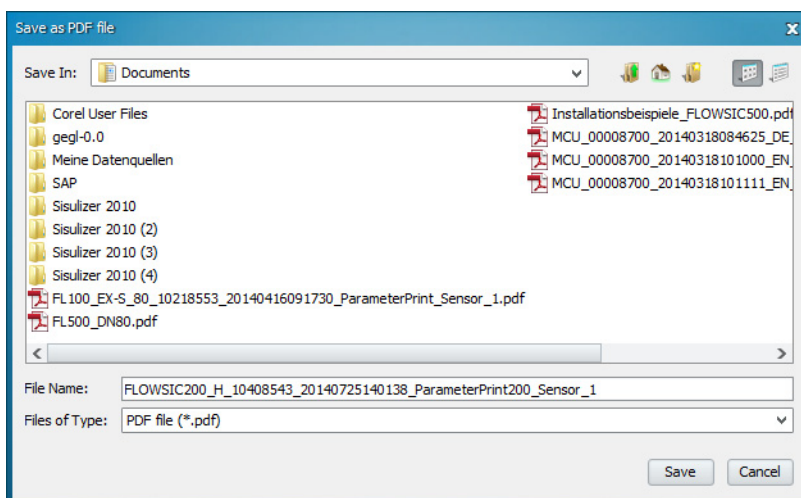 Save as PDF file
Save In: Documents
Corel User Files
gegl-0.0
Meine Datenquellen
SAP
Sisulizer 2010
Sisulizer 2010 (2)
Sisulizer 2010 (3)
Sisulizer 2010 (4)
FL100_EX-S_80_10218553_20140416091730_ParameterPrint_Sensor_1.pdf
FL500_DN80.pdf
Installationsbeispiele_FLOWSIC500.pdf
MCU_00008700_20140318084625_DE_
MCU_00008700_20140318101000_EN_
MCU_00008700_20140318101111_EN_
File Name: FLOWSIC200_H_10408543_20140725140138_ParameterPrint200_Sensor_1
Files of Type: PDF file (*.pdf)
Save Cancel